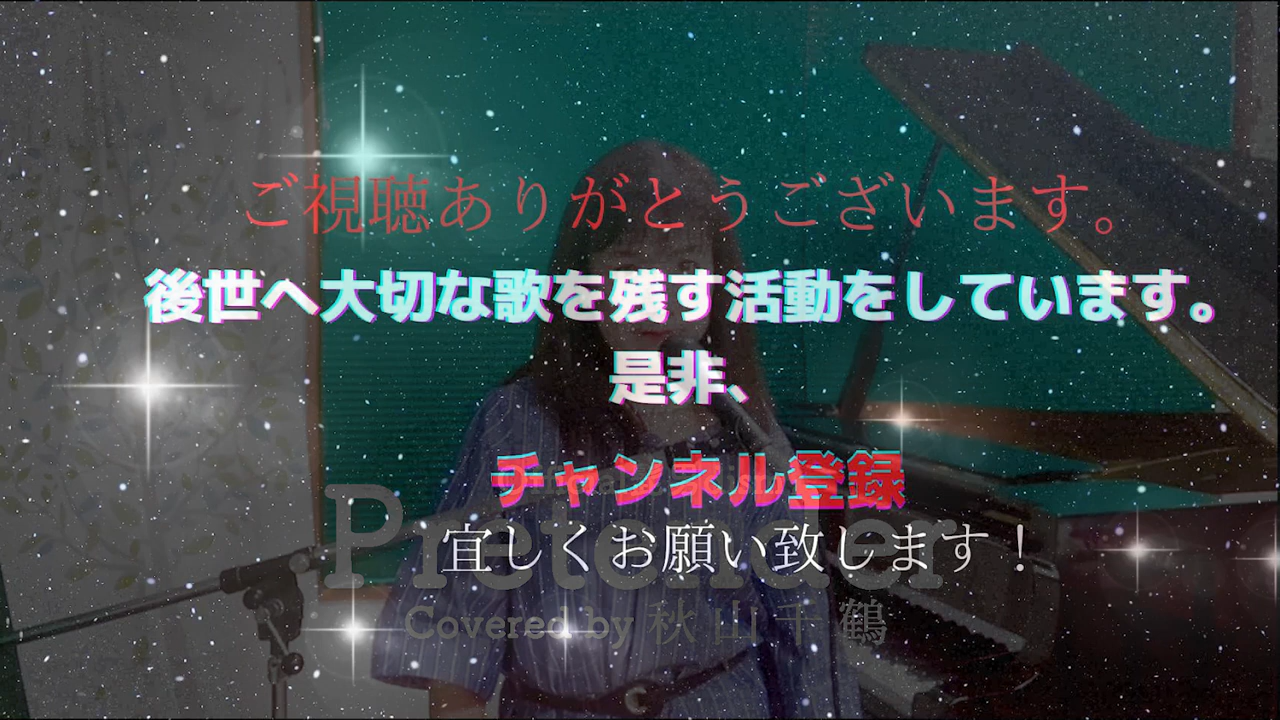 ご視聴ありがとうございます。
後世へ大切な歌を残す活動をしています。
是非、
チャンネル登録
Pretender
宜しくお願い致します！
Covered by 秋山千鶴